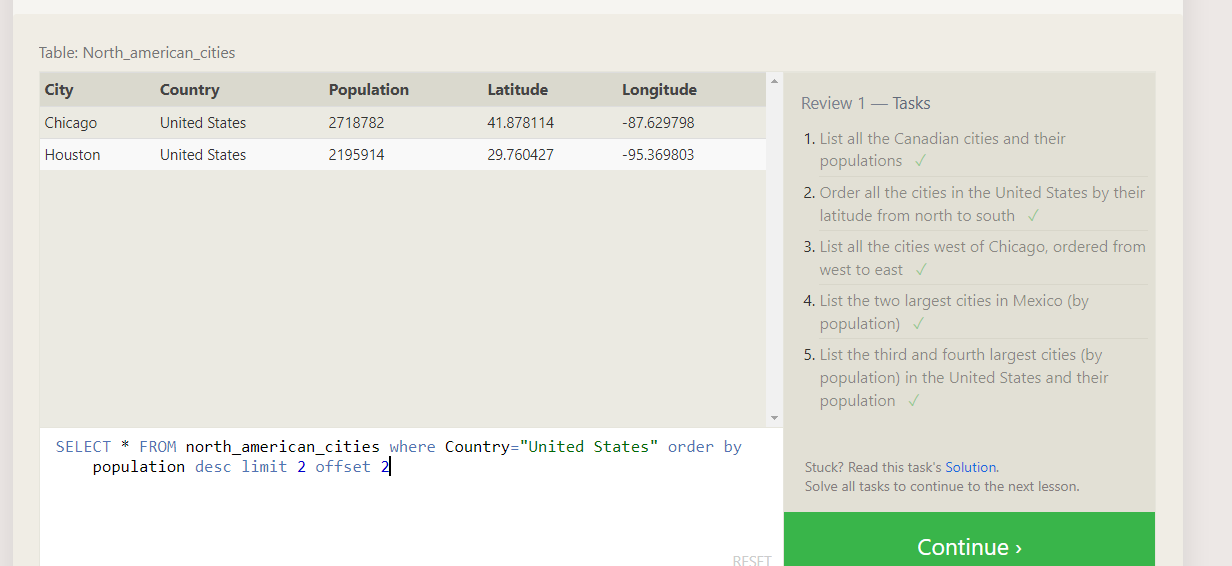 Table: North_american_cities
City Country Population Latitude Longitude
Chicago United States 2718782 41.878114 -87.629798
Houston United States 2195914 29.760427 -95.369803
SELECT * FROM north_american_cities where Country="United States" order by
population desc limit 2 offset 2
RESET
Review 1 — Tasks
1. List all the Canadian cities and their
populations ✓
2. Order all the cities in the United States by their
latitude from north to south ✓
3. List all the cities west of Chicago, ordered from
west to east ✓
4. List the two largest cities in Mexico (by
population) ✓
5. List the third and fourth largest cities (by
population) in the United States and their
population ✓
Stuck? Read this task's Solution.
Solve all tasks to continue to the next lesson.
Continue ›